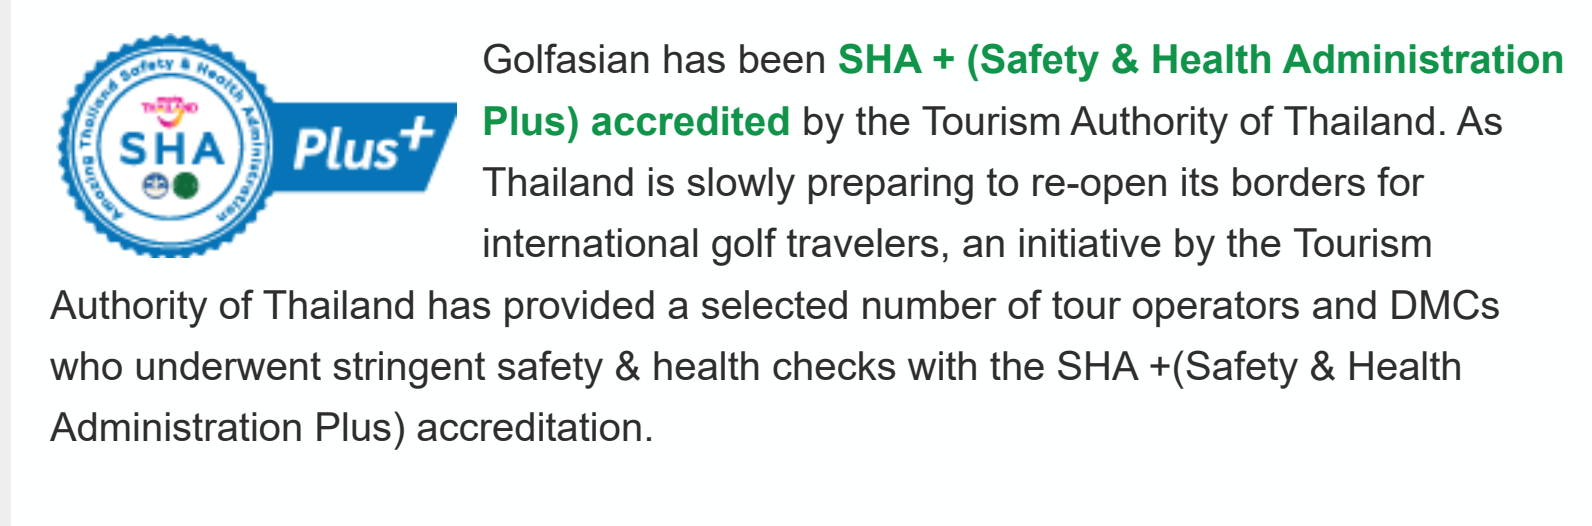 Amazing Thailand Safety & Health Administration
THAILAND
SHA
Plus+
Golfasian has been SHA + (Safety & Health Administration
Plus) accredited by the Tourism Authority of Thailand. As
Thailand is slowly preparing to re-open its borders for
international golf travelers, an initiative by the Tourism
Authority of Thailand has provided a selected number of tour operators and DMCs
who underwent stringent safety & health checks with the SHA +(Safety & Health
Administration Plus) accreditation.